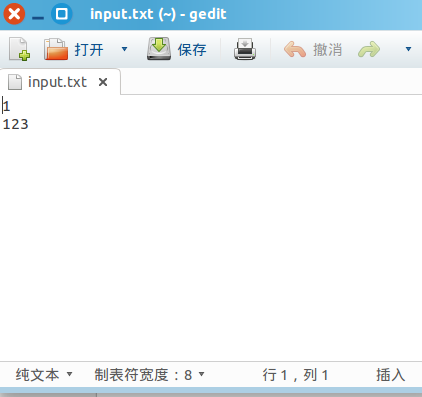 input.txt (~) - gedit
打开 保存 撤消
input.txt
1
123
纯文本 制表符宽度：8 行 1，列 1 插入